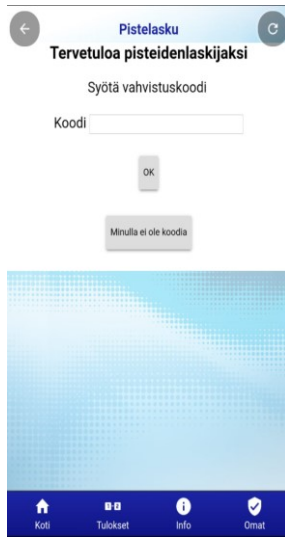 Pistelasku
Tervetuloa pisteidenlaskijaksi
Syötä vahvistuskoodi
Koodi
OK
Minulla ei ole koodia
Koti Tulokset Info Omat